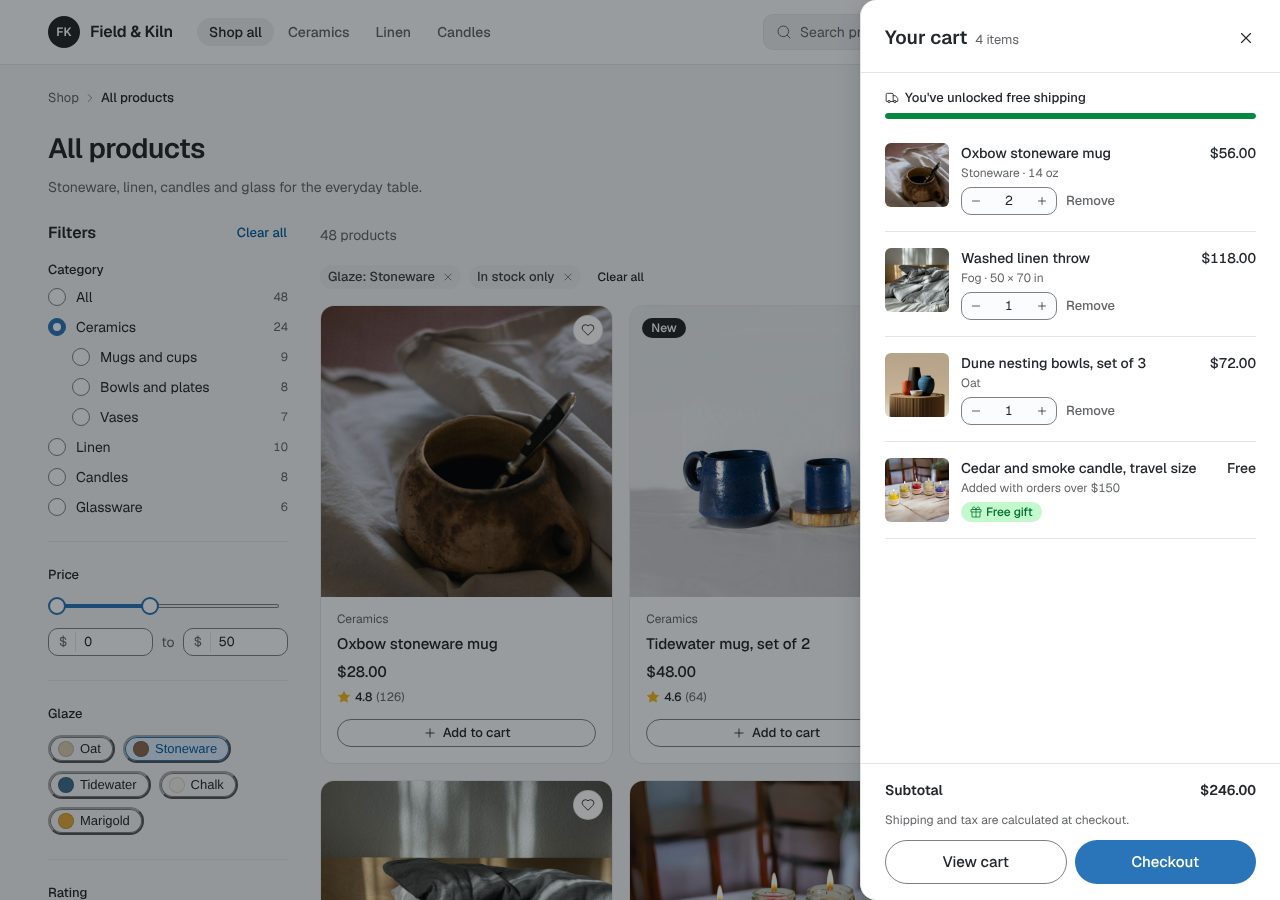 FK Field & Kiln Shop all Ceramics Linen Candles
Shop All products
All products
Stoneware, linen, candles and glass for the everyday table.
Filters Clear all
Category
All 48
Ceramics 24
Mugs and cups 9
Bowls and plates 8
Vases 7
Linen 10
Candles 8
Glassware 6
Price
$ 0 to $ 50
Glaze
Oat Stoneware
Tidewater Chalk
Marigold
Rating
48 products
Glaze: Stoneware In stock only Clear all
Ceramics
Oxbow stoneware mug
$28.00
4.8 (126)
Add to cart
New
Ceramics
Tidewater mug, set of 2
$48.00
4.6 (64)
Add to cart
Search
Your cart 4 items
You've unlocked free shipping
Oxbow stoneware mug $56.00
Stoneware · 14 oz
2 Remove
Washed linen throw $118.00
Fog · 50 × 70 in
1 Remove
Dune nesting bowls, set of 3 $72.00
Oat
1 Remove
Cedar and smoke candle, travel size Free
Added with orders over $150
Free gift
Subtotal $246.00
Shipping and tax are calculated at checkout.
View cart Checkout